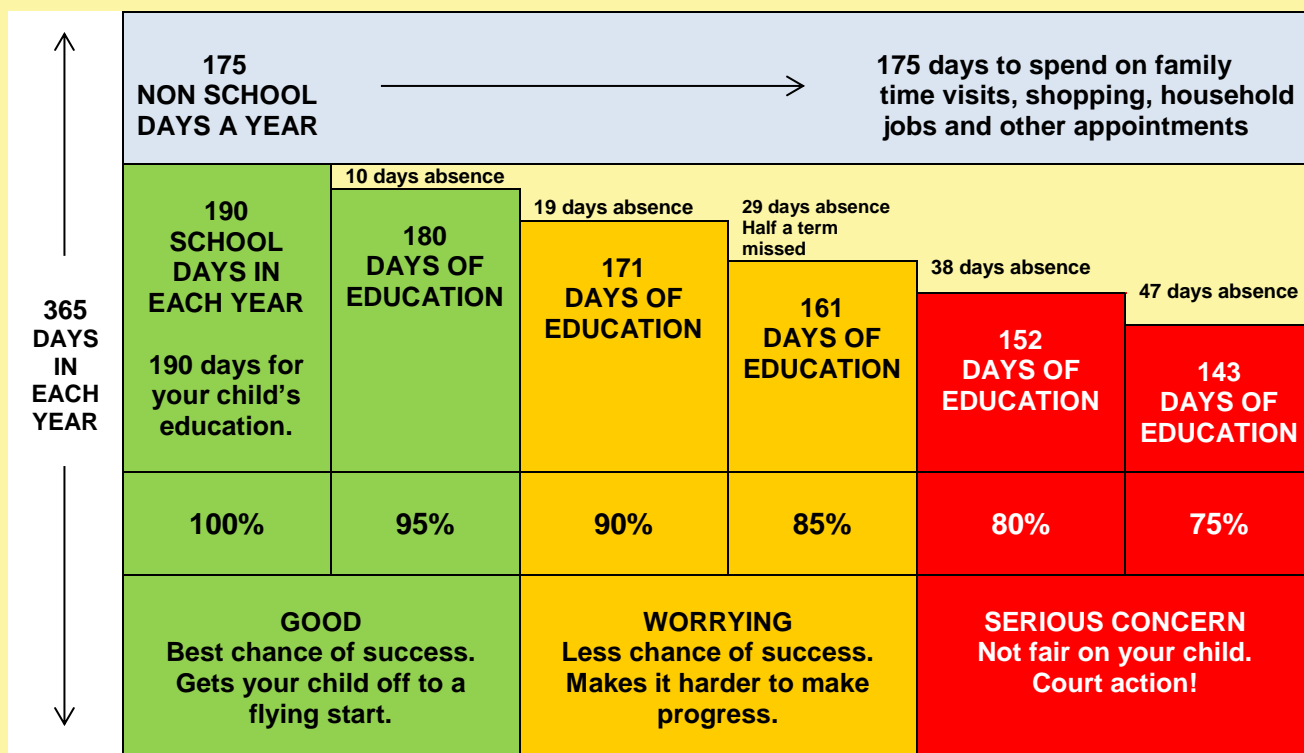 365
DAYS
IN
EACH
YEAR
175
NON SCHOOL
DAYS A YEAR
175 days to spend on family
time visits, shopping, household
jobs and other appointments
190
SCHOOL
DAYS IN
EACH YEAR
190 days for
your child’s
education.
10 days absence
180
DAYS OF
EDUCATION
19 days absence
171
DAYS OF
EDUCATION
29 days absence
Half a term
missed
161
DAYS OF
EDUCATION
38 days absence
152
DAYS OF
EDUCATION
47 days absence
143
DAYS OF
EDUCATION
100%
95%
90%
85%
80%
75%
GOOD
Best chance of success.
Gets your child off to a
flying start.
WORRYING
Less chance of success.
Makes it harder to make
progress.
SERIOUS CONCERN
Not fair on your child.
Court action!